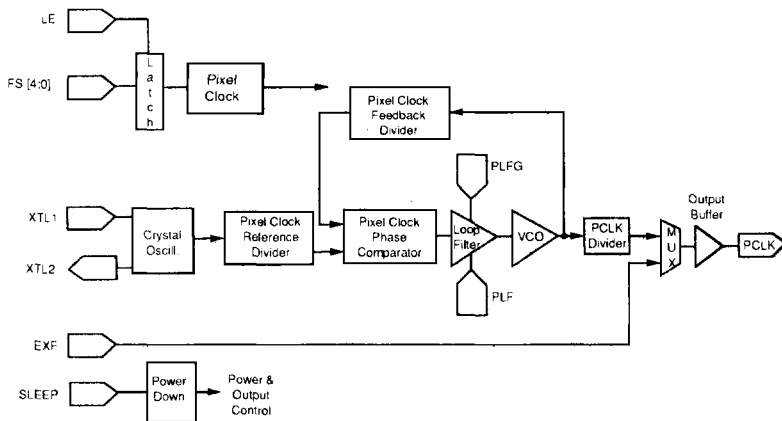 LE
FS [4:0]
Latch
Pixel
Clock
Pixel Clock
Feedback
Divider
PLFG
XTL1
XTL2
Crystal
Oscill.
Pixel Clock
Reference
Divider
Pixel Clock
Phase
Comparator
Loop
Filter
VCO
PCLK
Divider
MUX
Output
Buffer
PCLK
PLF
EXF
SLEEP
Power
Down
Power &
Output
Control